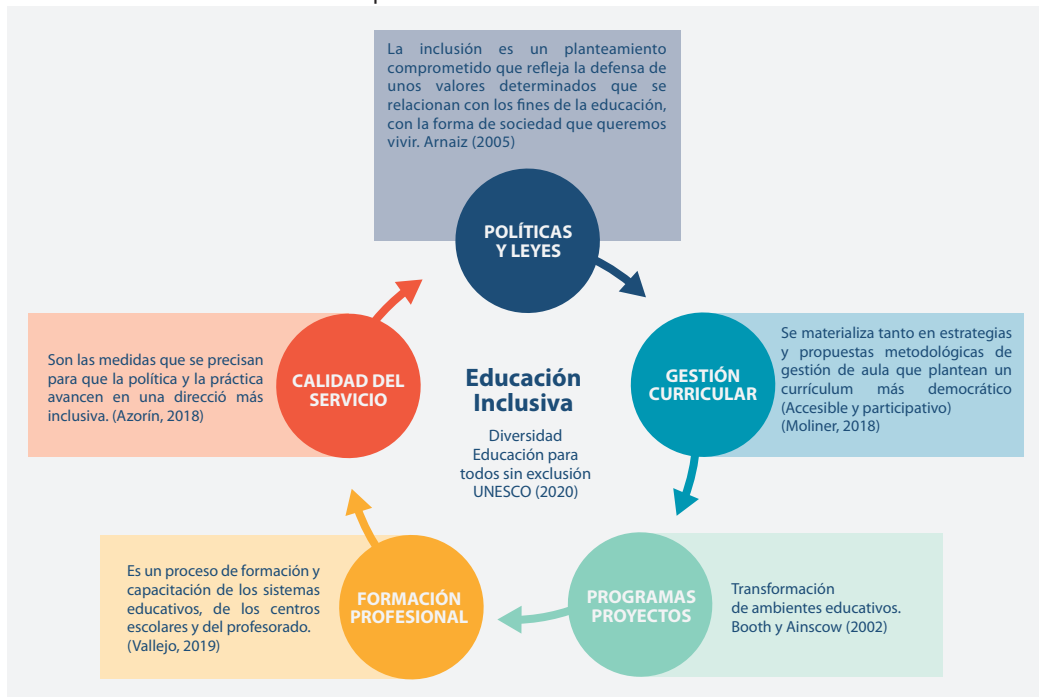 La inclusión es un planteamiento
comprometido que refleja la defensa de
unos valores determinados que se
relacionan con los fines de la educación,
con la forma de sociedad que queremos
vivir. Arnaiz (2005)
POLÍTICAS
Y LEYES
Se materializa tanto en estrategias
y propuestas metodológicas de
gestión de aula que plantean un
currículum más democrático
(Accesible y participativo)
(Moliner, 2018)
GESTIÓN
CURRICULAR
Son las medidas que se precisan
para que la política y la práctica
avancen en una direcció más
inclusiva. (Azorín, 2018)
CALIDAD DEL
SERVICIO
Educación
Inclusiva
Diversidad
Educación para
todos sin exclusión
UNESCO (2020)
Es un proceso de formación y
capacitación de los sistemas
educativos, de los centros
escolares y del profesorado.
(Vallejo, 2019)
FORMACIÓN
PROFESIONAL
PROGRAMAS
PROYECTOS
Transformación
de ambientes educativos.
Booth y Ainscow (2002)